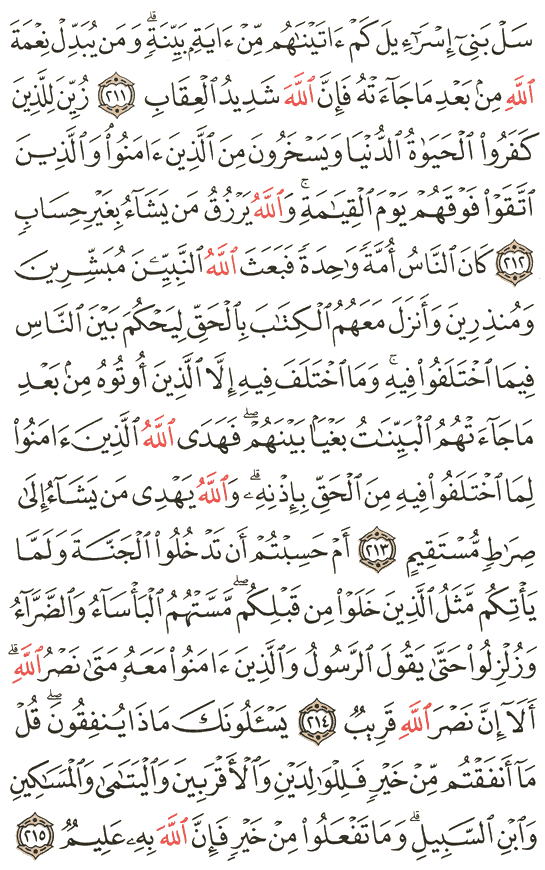 سَلْ بَنِىٓ إِسْرَٰٓءِيلَ كَمْ ءَاتَيْنَٰهُم مِّنْ ءَايَةِۭ بَيِّنَةٍۗ وَمَن يُبَدِّلْ نِعْمَةَ
ٱللَّهِ مِنۢ بَعْدِ مَا جَآءَتْهُ فَإِنَّ ٱللَّهَ شَدِيدُ ٱلْعِقَابِ ٢١١ زُيِّنَ لِلَّذِينَ
كَفَرُوا۟ ٱلْحَيَوٰةُ ٱلدُّنْيَا وَيَسْخَرُونَ مِنَ ٱلَّذِينَ ءَامَنُوا۟ۘ وَٱلَّذِينَ
ٱتَّقَوْا۟ فَوْقَهُمْ يَوْمَ ٱلْقِيَٰمَةِۗ وَٱللَّهُ يَرْزُقُ مَن يَشَآءُ بِغَيْرِ حِسَابٍ
٢١٢ كَانَ ٱلنَّاسُ أُمَّةً وَٰحِدَةً فَبَعَثَ ٱللَّهُ ٱلنَّبِيِّـۧنَ مُبَشِّرِينَ
وَمُنذِرِينَ وَأَنزَلَ مَعَهُمُ ٱلْكِتَٰبَ بِٱلْحَقِّ لِيَحْكُمَ بَيْنَ ٱلنَّاسِ
فِيمَا ٱخْتَلَفُوا۟ فِيهِۚ وَمَا ٱخْتَلَفَ فِيهِ إِلَّا ٱلَّذِينَ أُوتُوهُ مِنۢ بَعْدِ
مَا جَآءَتْهُمُ ٱلْبَيِّنَٰتُ بَغْيًۢا بَيْنَهُمْۖ فَهَدَى ٱللَّهُ ٱلَّذِينَ ءَامَنُوا۟
لِمَا ٱخْتَلَفُوا۟ فِيهِ مِنَ ٱلْحَقِّ بِإِذْنِهِۦۗ وَٱللَّهُ يَهْدِى مَن يَشَآءُ إِلَىٰ
صِرَٰطٍ مُّسْتَقِيمٍ ٢١٣ أَمْ حَسِبْتُمْ أَن تَدْخُلُوا۟ ٱلْجَنَّةَ وَلَمَّا
يَأْتِكُم مَّثَلُ ٱلَّذِينَ خَلَوْا۟ مِن قَبْلِكُمۖ مَّسَّتْهُمُ ٱلْبَأْسَآءُ وَٱلضَّرَّآءُ
وَزُلْزِلُوا۟ حَتَّىٰ يَقُولَ ٱلرَّسُولُ وَٱلَّذِينَ ءَامَنُوا۟ مَعَهُۥ مَتَىٰ نَصْرُ ٱللَّهِۗ
أَلَآ إِنَّ نَصْرَ ٱللَّهِ قَرِيبٌ ٢١٤ يَسْـَٔلُونَكَ مَاذَا يُنفِقُونَۖ قُلْ
مَآ أَنفَقْتُم مِّنْ خَيْرٍ فَلِلْوَٰلِدَيْنِ وَٱلْأَقْرَبِينَ وَٱلْيَتَٰمَىٰ وَٱلْمَسَٰكِينِ
وَٱبْنِ ٱلسَّبِيلِۗ وَمَا تَفْعَلُوا۟ مِنْ خَيْرٍ فَإِنَّ ٱللَّهَ بِهِۦ عَلِيمٌ ٢١٥